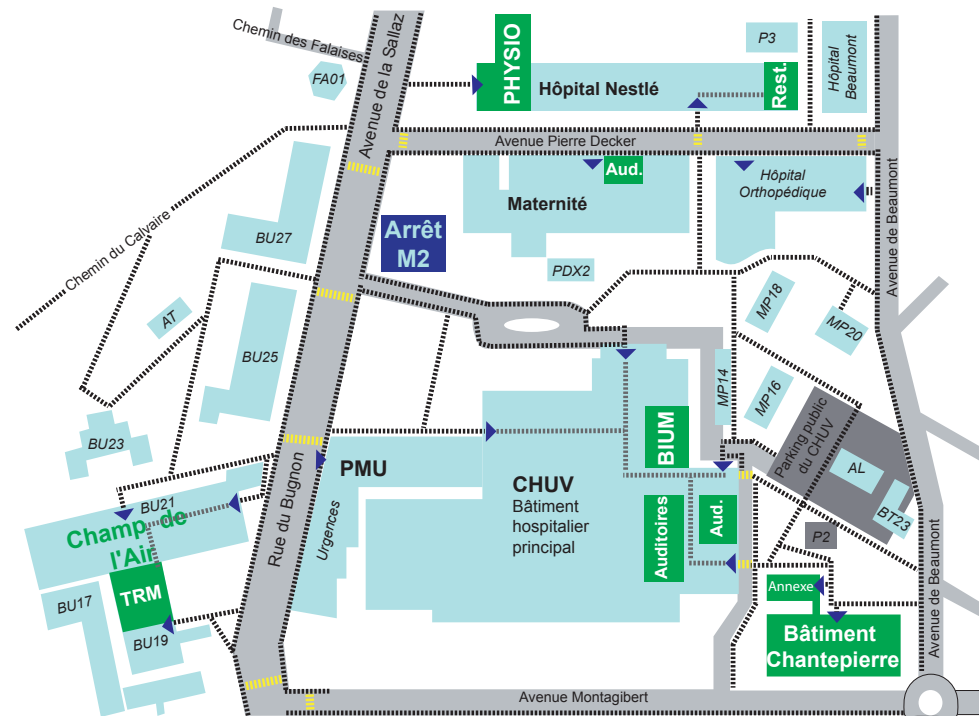 Chemin des Falaises
Avenue de la Sallaz
FA01
PHYSIO
Hôpital Nestlé
Rest.
P3
Hôpital
Beaumont
Avenue Pierre Decker
Aud.
Maternité
Hôpital
Orthopédique
Avenue de Beaumont
Chemin du Calvaire
BU27
Arrêt
M2
PDX2
AT
BU25
MP18
MP20
MP14
MP16
BU23
PMU
BIUM
Parking public
du CHUV
AL
BT23
BU21
Champ de
l'Air
Rue du Bugnon
Urgences
CHUV
Bâtiment
hospitalier
principal
Auditoires
Aud.
P2
TRM
BU17
BU19
Annexe
Bâtiment
Chantepierre
Avenue de Beaumont
Avenue Montagibert